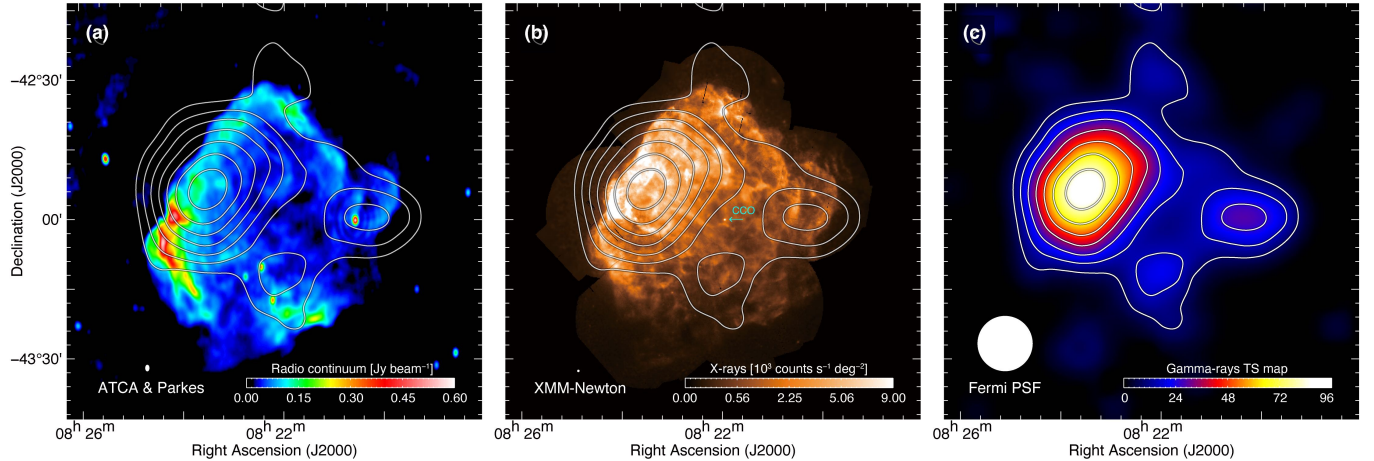 (a)
−42°30'
00'
−43°30'
Declination (J2000)
ATCA & Parkes
Radio continuum [Jy beam⁻¹]
0.00 0.15 0.30 0.45 0.60
08ʰ 26ᵐ 08ʰ 22ᵐ
Right Ascension (J2000)
(b)
CCO
XMM-Newton
X-rays [10³ counts s⁻¹ deg⁻²]
0.00 0.56 2.25 5.06 9.00
08ʰ 26ᵐ 08ʰ 22ᵐ
Right Ascension (J2000)
(c)
Fermi PSF
Gamma-rays TS map
0 24 48 72 96
08ʰ 26ᵐ 08ʰ 22ᵐ
Right Ascension (J2000)